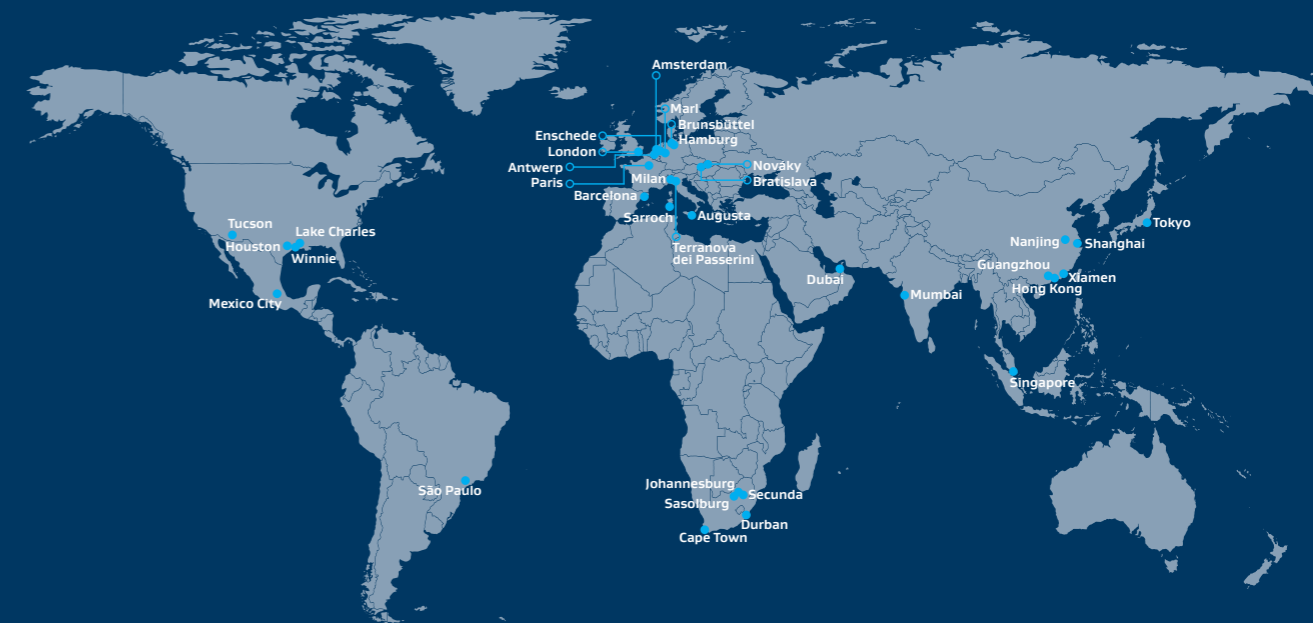 Amsterdam
Marl
Brunsbüttel
Enschede
Hamburg
London
Antwerp
Nováky
Paris
Milan
Bratislava
Barcelona
Sarroch
Augusta
Terranova
dei Passerini
Tucson
Lake Charles
Houston
Winnie
Mexico City
São Paulo
Tokyo
Nanjing
Shanghai
Guangzhou
Xiamen
Hong Kong
Dubai
Mumbai
Singapore
Johannesburg
Secunda
Sasolburg
Durban
Cape Town